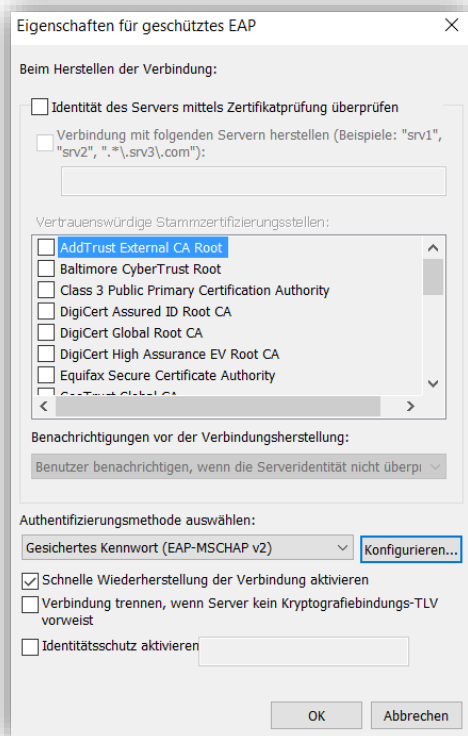 Eigenschaften für geschütztes EAP
Beim Herstellen der Verbindung:
Identität des Servers mittels Zertifikatprüfung überprüfen
Verbindung mit folgenden Servern herstellen (Beispiele: "srv1",
"srv2", ".*\.srv3\.com"):
Vertrauenswürdige Stammzertifizierungsstellen:
AddTrust External CA Root
Baltimore CyberTrust Root
Class 3 Public Primary Certification Authority
DigiCert Assured ID Root CA
DigiCert Global Root CA
DigiCert High Assurance EV Root CA
Equifax Secure Certificate Authority
GeoTrust Global CA
Benachrichtigungen vor der Verbindungsherstellung:
Benutzer benachrichtigen, wenn die Serveridentität nicht überpr
Authentifizierungsmethode auswählen:
Gesichertes Kennwort (EAP-MSCHAP v2)
Konfigurieren...
Schnelle Wiederherstellung der Verbindung aktivieren
Verbindung trennen, wenn Server kein Kryptografiebindungs-TLV
vorweist
Identitätsschutz aktivieren
OK
Abbrechen